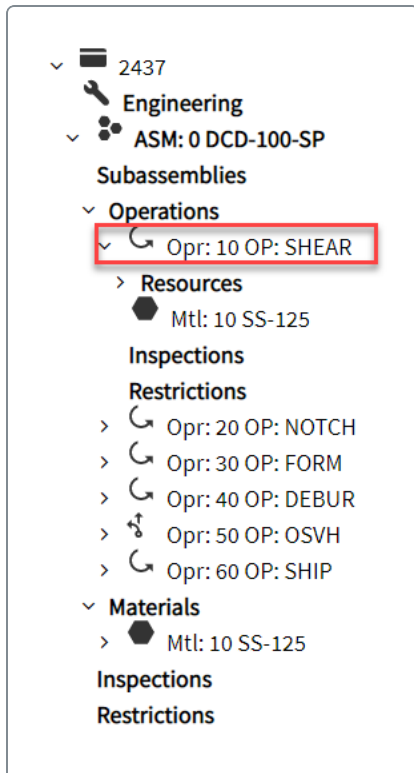 2437
Engineering
ASM: 0 DCD-100-SP
Subassemblies
Operations
Opr: 10 OP: SHEAR
Resources
Mtl: 10 SS-125
Inspections
Restrictions
Opr: 20 OP: NOTCH
Opr: 30 OP: FORM
Opr: 40 OP: DEBUR
Opr: 50 OP: OSVH
Opr: 60 OP: SHIP
Materials
Mtl: 10 SS-125
Inspections
Restrictions